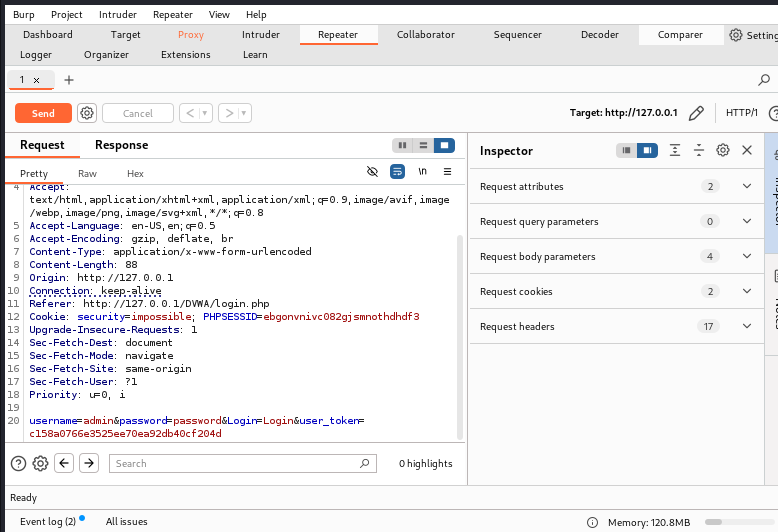 Burp Project Intruder Repeater View Help
Dashboard Target Proxy Intruder Repeater Collaborator Sequencer Decoder Comparer Setting
Logger Organizer Extensions Learn
1 × +
Send Cancel < > Target: http://127.0.0.1 HTTP/1 ?
Request Response
Pretty Raw Hex \n
4 Accept:
text/html,application/xhtml+xml,application/xml;q=0.9,image/avif,image
/webp,image/png,image/svg+xml,*/*;q=0.8
5 Accept-Language: en-US,en;q=0.5
6 Accept-Encoding: gzip, deflate, br
7 Content-Type: application/x-www-form-urlencoded
8 Content-Length: 88
9 Origin: http://127.0.0.1
10 Connection: keep-alive
11 Referer: http://127.0.0.1/DVWA/login.php
12 Cookie: security=impossible; PHPSESSID=ebgonvnivc082gjsmnothdhdf3
13 Upgrade-Insecure-Requests: 1
14 Sec-Fetch-Dest: document
15 Sec-Fetch-Mode: navigate
16 Sec-Fetch-Site: same-origin
17 Sec-Fetch-User: ?1
18 Priority: u=0, i
19
20 username=admin&password=password&Login=Login&user_token=
c158a0766e3525ee70ea92db40cf204d
? Search 0 highlights
Inspector
Request attributes 2
Request query parameters 0
Request body parameters 4
Request cookies 2
Request headers 17
Ready
Event log (2) All issues Memory: 120.8MB